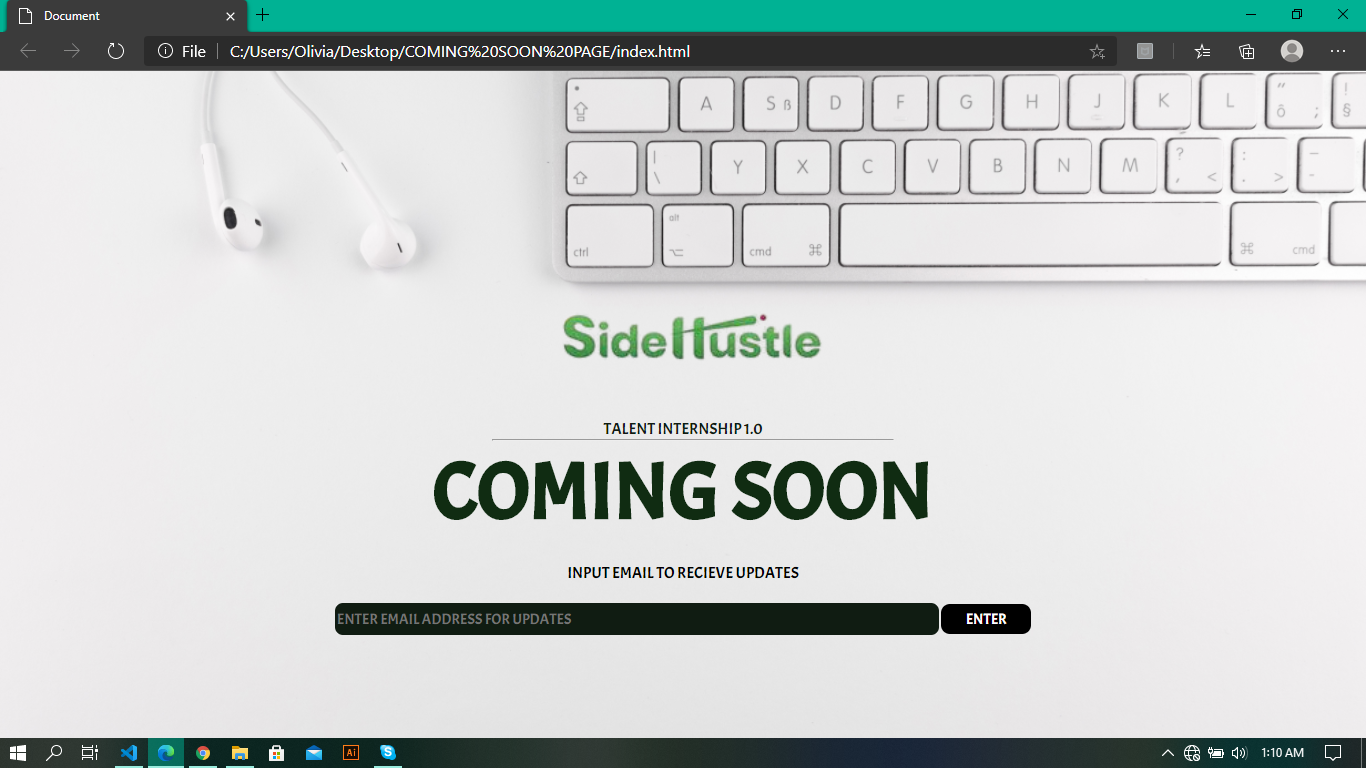 Document
File
C:/Users/Olivia/Desktop/COMING%20SOON%20PAGE/index.html
A S ß D F G H J K L " ô ; ! §
| \ Y X C V B N M ? , < : . > – -
ctrl alt cmd ⌘ ⌘ cmd
SideHustle
TALENT INTERNSHIP 1.0
COMING SOON
INPUT EMAIL TO RECIEVE UPDATES
ENTER EMAIL ADDRESS FOR UPDATES ENTER
Ai
1:10 AM